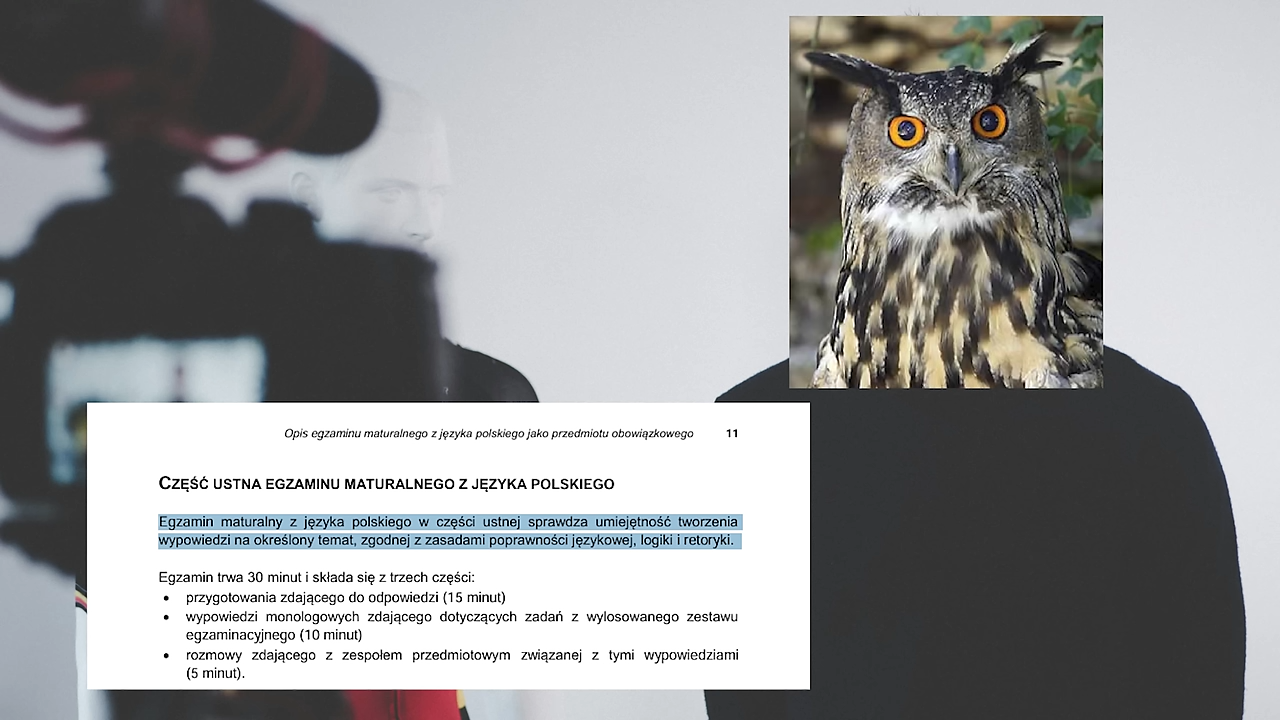 Opis egzaminu maturalnego z języka polskiego jako przedmiotu obowiązkowego 11
CZĘŚĆ USTNA EGZAMINU MATURALNEGO Z JĘZYKA POLSKIEGO
Egzamin maturalny z języka polskiego w części ustnej sprawdza umiejętność tworzenia
wypowiedzi na określony temat, zgodnej z zasadami poprawności językowej, logiki i retoryki.
Egzamin trwa 30 minut i składa się z trzech części:
• przygotowania zdającego do odpowiedzi (15 minut)
• wypowiedzi monologowych zdającego dotyczących zadań z wylosowanego zestawu
egzaminacyjnego (10 minut)
• rozmowy zdającego z zespołem przedmiotowym związanej z tymi wypowiedziami
(5 minut).